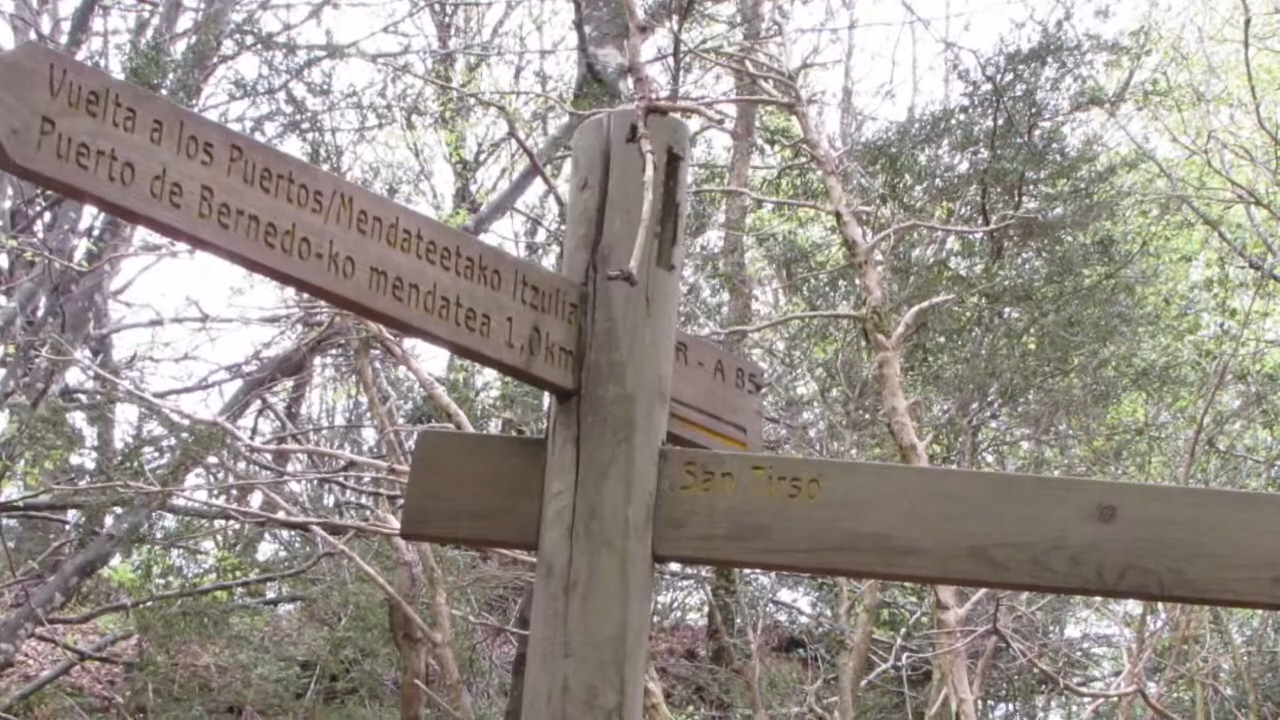 Vuelta a los Puertos/Mendateetako Itzulia
Puerto de Bernedo-ko mendatea 1,0km
R - A 85
San Tirso